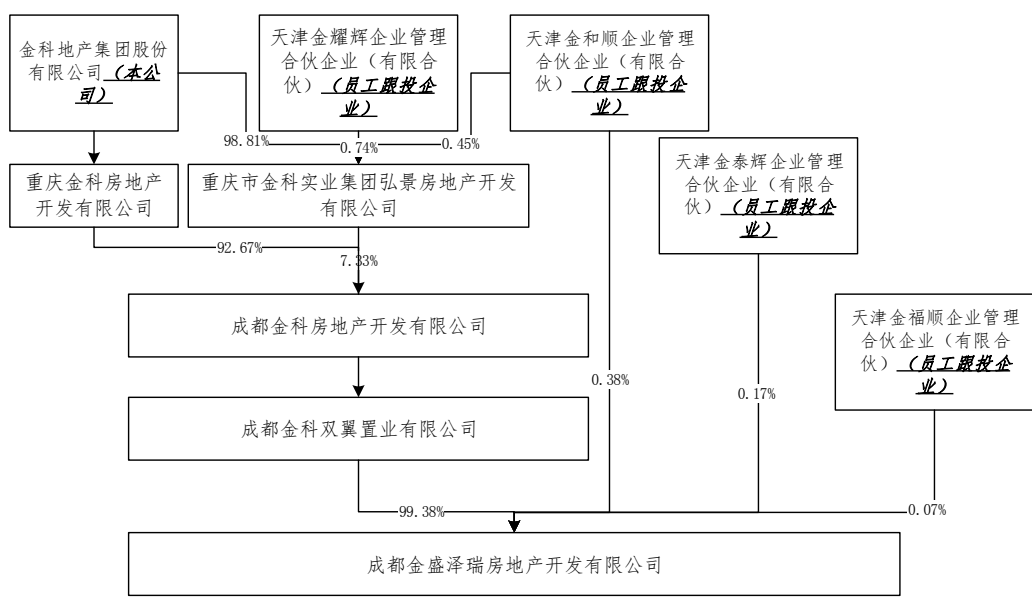 金科地产集团股份
有限公司（本公
司）
天津金耀辉企业管理
合伙企业（有限合
伙）（员工跟投企
业）
天津金和顺企业管理
合伙企业（有限合
伙）（员工跟投企
业）
98.81%
0.74%
0.45%
天津金泰辉企业管理
合伙企业（有限合
伙）（员工跟投企
业）
重庆金科房地产
开发有限公司
重庆市金科实业集团弘景房地产开发
有限公司
92.67%
7.33%
成都金科房地产开发有限公司
天津金福顺企业管理
合伙企业（有限合
伙）（员工跟投企
业）
0.38%
0.17%
成都金科双翼置业有限公司
99.38%
0.07%
成都金盛泽瑞房地产开发有限公司